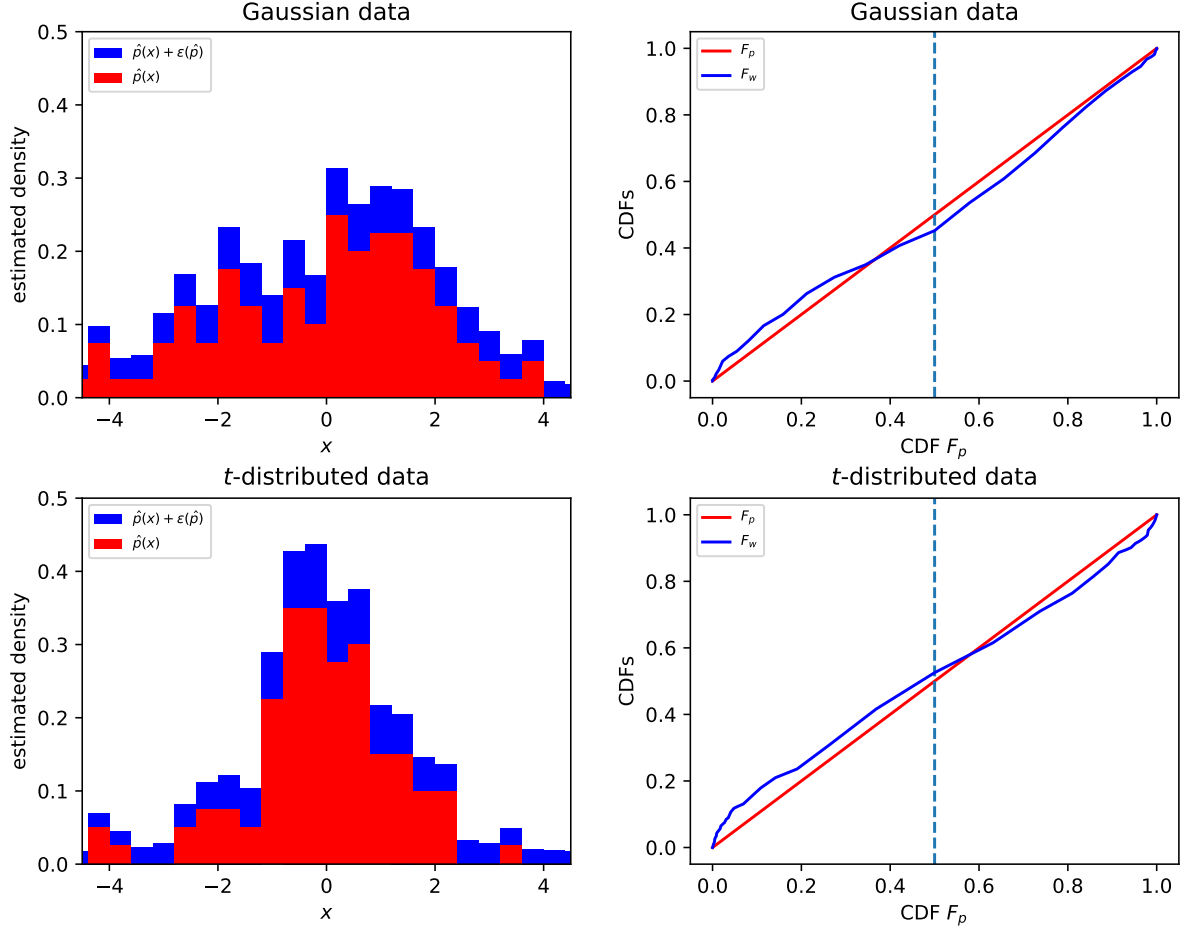 Gaussian data
0.5
0.4
0.3
0.2
0.1
0.0
estimated density
p̂(x) + ε(p̂)
p̂(x)
−4
−2
0
2
4
x
Gaussian data
1.0
0.8
0.6
0.4
0.2
0.0
CDFs
F_p
F_w
0.0
0.2
0.4
0.6
0.8
1.0
CDF F_p
t-distributed data
0.5
0.4
0.3
0.2
0.1
0.0
estimated density
p̂(x) + ε(p̂)
p̂(x)
−4
−2
0
2
4
x
t-distributed data
1.0
0.8
0.6
0.4
0.2
0.0
CDFs
F_p
F_w
0.0
0.2
0.4
0.6
0.8
1.0
CDF F_p